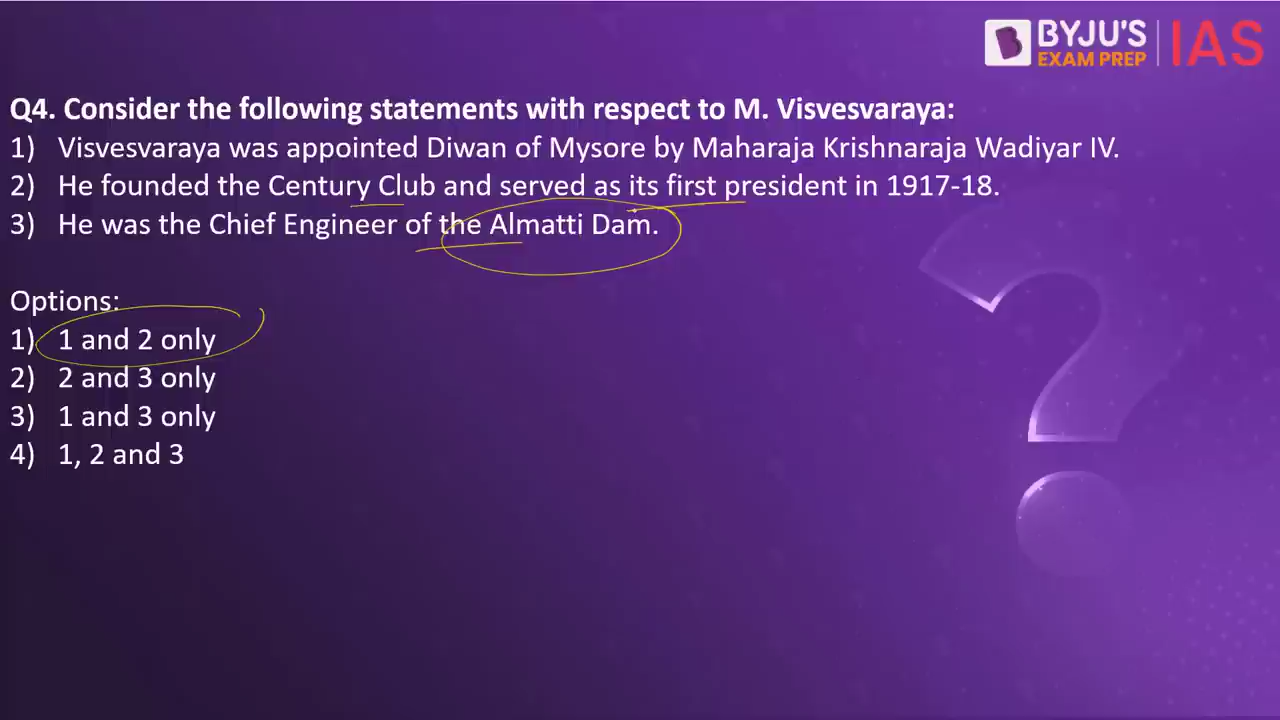 BYJU'S
EXAM PREP
IAS
Q4. Consider the following statements with respect to M. Visvesvaraya:
1) Visvesvaraya was appointed Diwan of Mysore by Maharaja Krishnaraja Wadiyar IV.
2) He founded the Century Club and served as its first president in 1917-18.
3) He was the Chief Engineer of the Almatti Dam.
Options:
1) 1 and 2 only
2) 2 and 3 only
3) 1 and 3 only
4) 1, 2 and 3